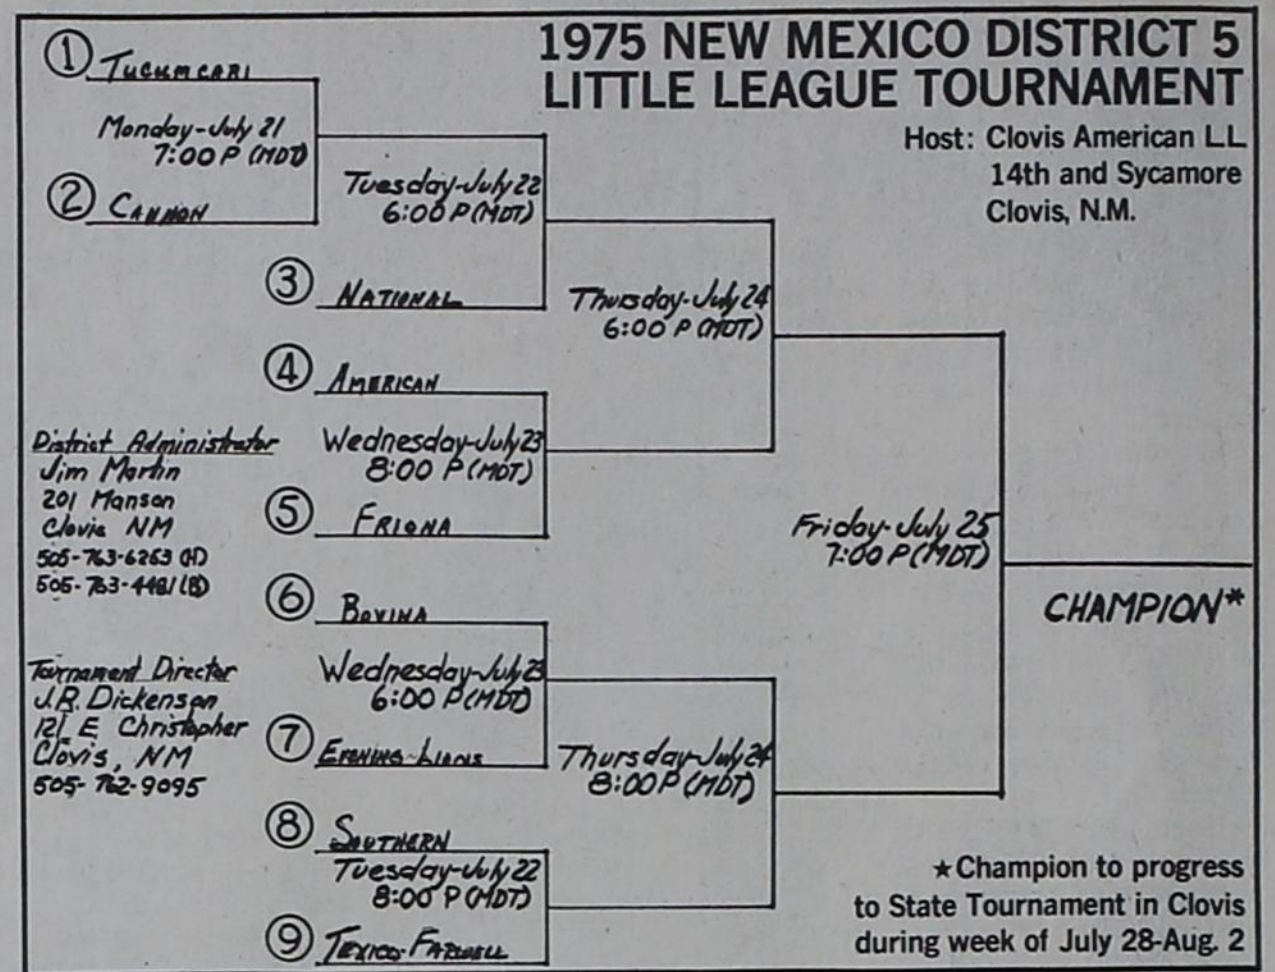 1975 NEW MEXICO DISTRICT 5
LITTLE LEAGUE TOURNAMENT
Host: Clovis American LL
14th and Sycamore
Clovis, N.M.
① TUCUMCARI
Monday-July 21
7:00 P (MDT)
② CANNON
Tuesday-July 22
6:00 P (MDT)
③ NATIONAL
Thursday-July 24
6:00 P (MDT)
④ AMERICAN
Wednesday-July 23
8:00 P (MDT)
⑤ FRIONA
District Administrator
Jim Martin
201 Manson
Clovis NM
505-763-6263 (H)
505-763-4481 (B)
Friday-July 25
7:00 P (MDT)
CHAMPION*
⑥ BOVINA
Wednesday-July 23
6:00 P (MDT)
⑦ EVENING-LIONS
Tournament Director
J.R. Dickenson
121 E Christopher
Clovis, NM
505-762-9095
Thursday-July 24
8:00 P (MDT)
⑧ SOUTHERN
Tuesday-July 22
8:00 P (MDT)
⑨ TEXICO-FARWELL
★Champion to progress
to State Tournament in Clovis
during week of July 28-Aug. 2